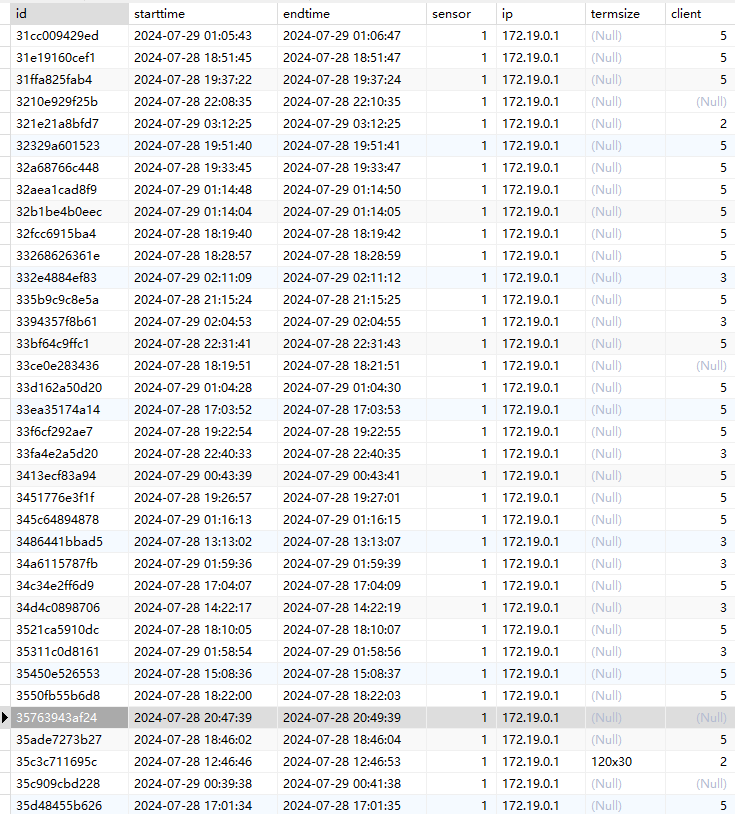 id starttime endtime sensor ip termsize client
31cc009429ed 2024-07-29 01:05:43 2024-07-29 01:06:47 1 172.19.0.1 (Null) 5
31e19160cef1 2024-07-28 18:51:45 2024-07-28 18:51:47 1 172.19.0.1 (Null) 5
31ffa825fab4 2024-07-28 19:37:22 2024-07-28 19:37:24 1 172.19.0.1 (Null) 5
3210e929f25b 2024-07-28 22:08:35 2024-07-28 22:10:35 1 172.19.0.1 (Null) (Null)
321e21a8bfd7 2024-07-29 03:12:25 2024-07-29 03:12:25 1 172.19.0.1 (Null) 2
32329a601523 2024-07-28 19:51:40 2024-07-28 19:51:41 1 172.19.0.1 (Null) 5
32a68766c448 2024-07-28 19:33:45 2024-07-28 19:33:47 1 172.19.0.1 (Null) 5
32aea1cad8f9 2024-07-29 01:14:48 2024-07-29 01:14:50 1 172.19.0.1 (Null) 5
32b1be4b0eec 2024-07-29 01:14:04 2024-07-29 01:14:05 1 172.19.0.1 (Null) 5
32fcc6915ba4 2024-07-28 18:19:40 2024-07-28 18:19:42 1 172.19.0.1 (Null) 5
33268626361e 2024-07-28 18:28:57 2024-07-28 18:28:59 1 172.19.0.1 (Null) 5
332e4884ef83 2024-07-29 02:11:09 2024-07-29 02:11:12 1 172.19.0.1 (Null) 3
335b9c9c8e5a 2024-07-28 21:15:24 2024-07-28 21:15:25 1 172.19.0.1 (Null) 5
3394357f8b61 2024-07-29 02:04:53 2024-07-29 02:04:55 1 172.19.0.1 (Null) 3
33bf64c9ffc1 2024-07-28 22:31:41 2024-07-28 22:31:43 1 172.19.0.1 (Null) 5
33ce0e283436 2024-07-28 18:19:51 2024-07-28 18:21:51 1 172.19.0.1 (Null) (Null)
33d162a50d20 2024-07-29 01:04:28 2024-07-29 01:04:30 1 172.19.0.1 (Null) 5
33ea35174a14 2024-07-28 17:03:52 2024-07-28 17:03:53 1 172.19.0.1 (Null) 5
33f6cf292ae7 2024-07-28 19:22:54 2024-07-28 19:22:55 1 172.19.0.1 (Null) 5
33fa4e2a5d20 2024-07-28 22:40:33 2024-07-28 22:40:35 1 172.19.0.1 (Null) 3
3413ecf83a94 2024-07-29 00:43:39 2024-07-29 00:43:41 1 172.19.0.1 (Null) 5
3451776e3f1f 2024-07-28 19:26:57 2024-07-28 19:27:01 1 172.19.0.1 (Null) 5
345c64894878 2024-07-29 01:16:13 2024-07-29 01:16:15 1 172.19.0.1 (Null) 5
3486441bbad5 2024-07-28 13:13:02 2024-07-28 13:13:07 1 172.19.0.1 (Null) 3
34a6115787fb 2024-07-29 01:59:36 2024-07-29 01:59:39 1 172.19.0.1 (Null) 3
34c34e2ff6d9 2024-07-28 17:04:07 2024-07-28 17:04:09 1 172.19.0.1 (Null) 5
34d4c0898706 2024-07-28 14:22:17 2024-07-28 14:22:19 1 172.19.0.1 (Null) 3
3521ca5910dc 2024-07-28 18:10:05 2024-07-28 18:10:07 1 172.19.0.1 (Null) 5
35311c0d8161 2024-07-29 01:58:54 2024-07-29 01:58:56 1 172.19.0.1 (Null) 3
35450e526553 2024-07-28 15:08:36 2024-07-28 15:08:37 1 172.19.0.1 (Null) 5
3550fb55b6d8 2024-07-28 18:22:00 2024-07-28 18:22:03 1 172.19.0.1 (Null) 5
35763943af24 2024-07-28 20:47:39 2024-07-28 20:49:39 1 172.19.0.1 (Null) (Null)
35ade7273b27 2024-07-28 18:46:02 2024-07-28 18:46:04 1 172.19.0.1 (Null) 5
35c3c711695c 2024-07-28 12:46:46 2024-07-28 12:46:53 1 172.19.0.1 120x30 2
35c909cbd228 2024-07-29 00:39:38 2024-07-29 00:41:38 1 172.19.0.1 (Null) (Null)
35d48455b626 2024-07-28 17:01:34 2024-07-28 17:01:35 1 172.19.0.1 (Null) 5